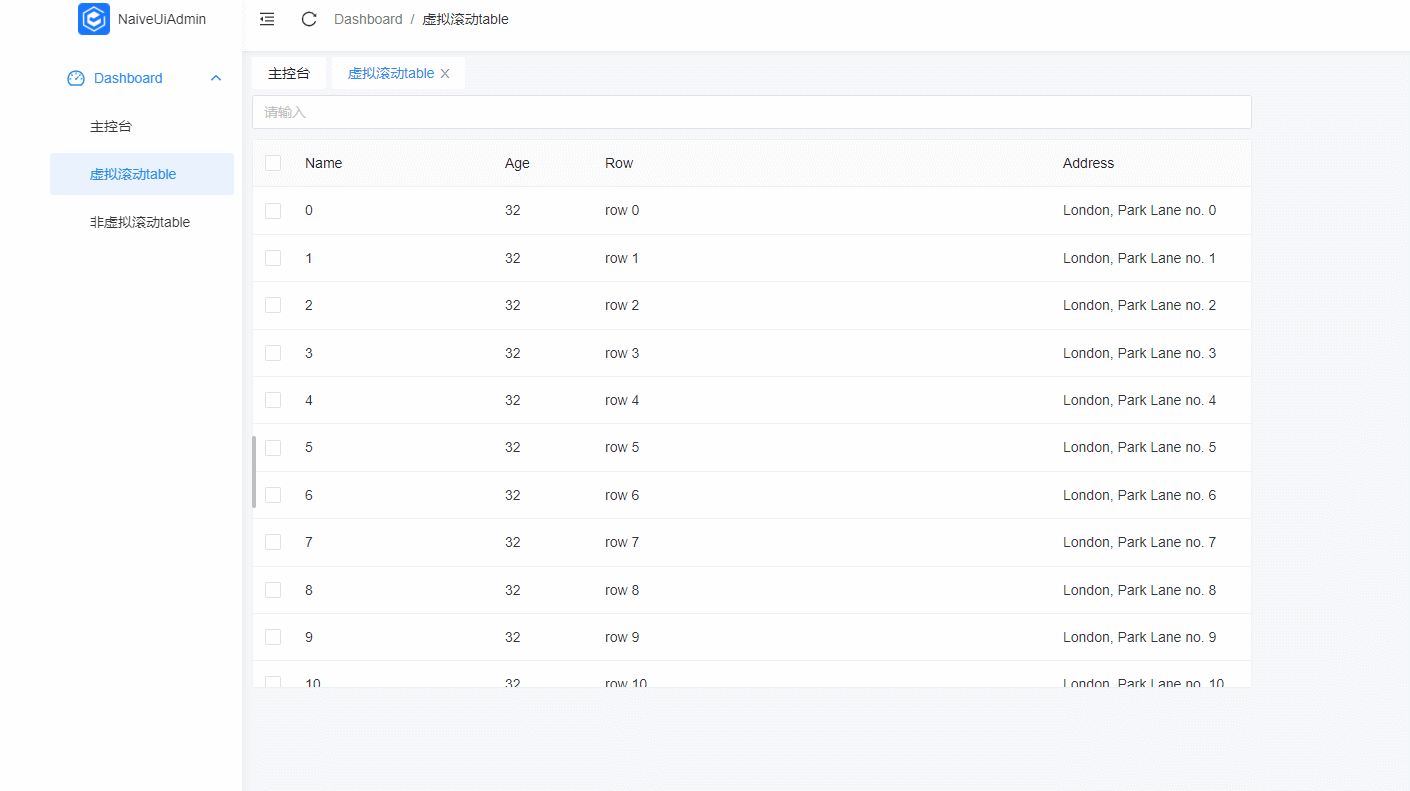 NaiveUiAdmin
Dashboard / 虚拟滚动table
Dashboard
主控台
虚拟滚动table
非虚拟滚动table
主控台 虚拟滚动table
请输入
Name Age Row Address
0 32 row 0 London, Park Lane no. 0
1 32 row 1 London, Park Lane no. 1
2 32 row 2 London, Park Lane no. 2
3 32 row 3 London, Park Lane no. 3
4 32 row 4 London, Park Lane no. 4
5 32 row 5 London, Park Lane no. 5
6 32 row 6 London, Park Lane no. 6
7 32 row 7 London, Park Lane no. 7
8 32 row 8 London, Park Lane no. 8
9 32 row 9 London, Park Lane no. 9
10 32 row 10 London, Park Lane no. 10